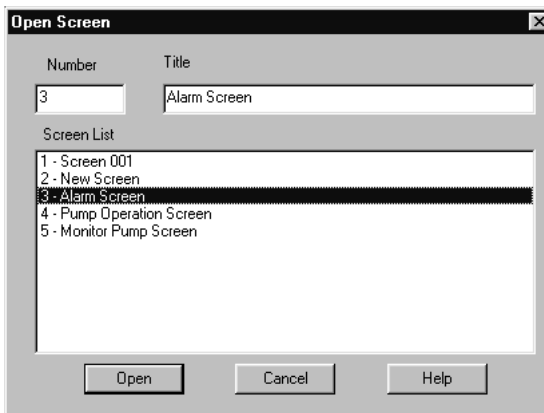 Open Screen
Number Title
3 Alarm Screen
Screen List
1 - Screen 001
2 - New Screen
3 - Alarm Screen
4 - Pump Operation Screen
5 - Monitor Pump Screen
Open Cancel Help